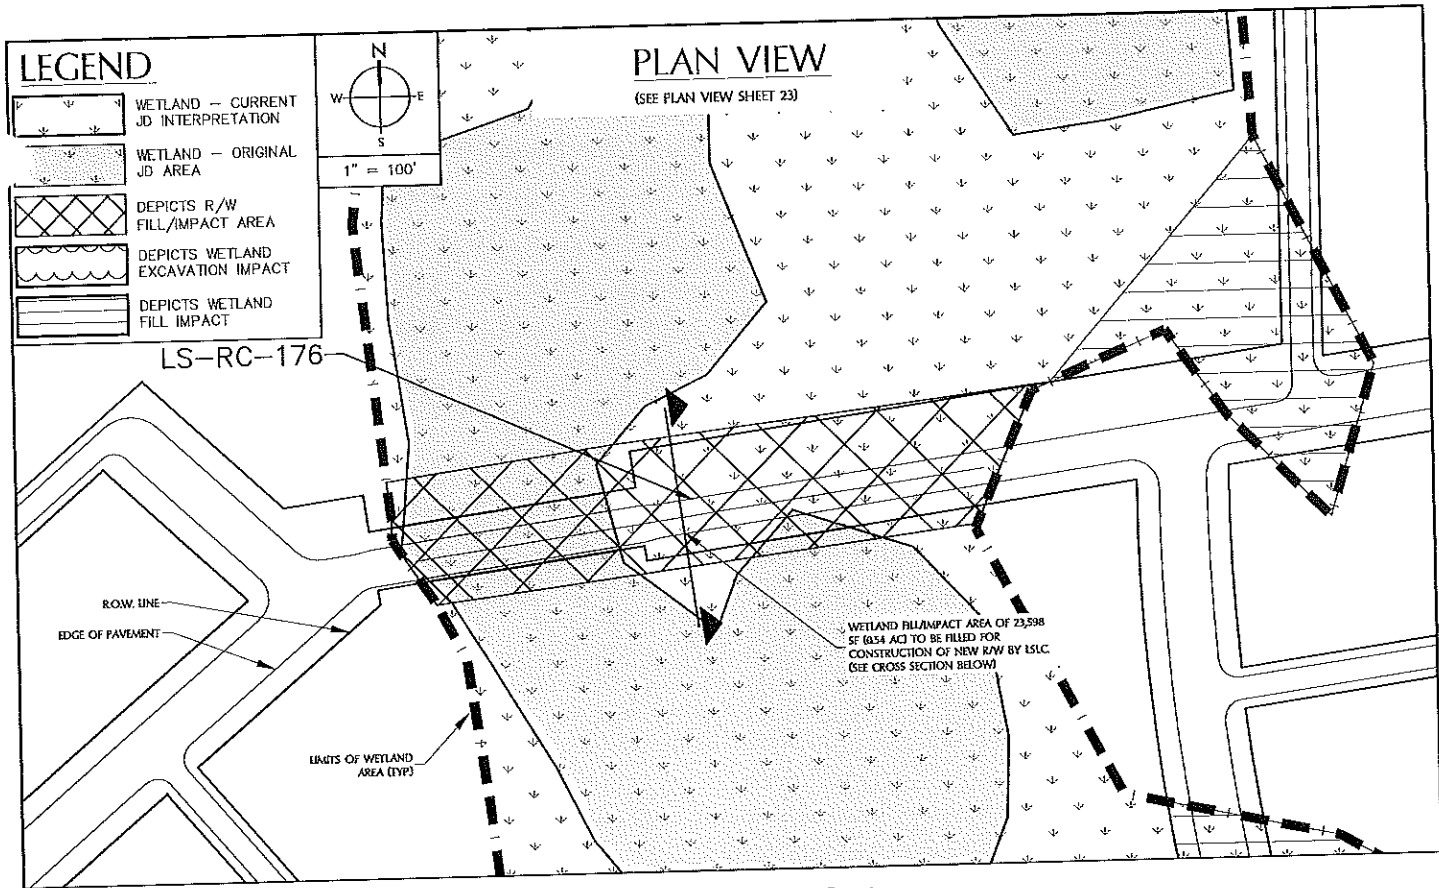 LEGEND
WETLAND – CURRENT
JD INTERPRETATION
WETLAND – ORIGINAL
JD AREA
DEPICTS R/W
FILL/IMPACT AREA
DEPICTS WETLAND
EXCAVATION IMPACT
DEPICTS WETLAND
FILL IMPACT
N
W
E
S
1" = 100'
PLAN VIEW
(SEE PLAN VIEW SHEET 23)
LS-RC-176
R.O.W. LINE
EDGE OF PAVEMENT
LIMITS OF WETLAND
AREA (TYP)
WETLAND FILL/IMPACT AREA OF 23,598
SF (0.54 AC) TO BE FILLED FOR
CONSTRUCTION OF NEW R/W BY LSLC.
(SEE CROSS SECTION BELOW)